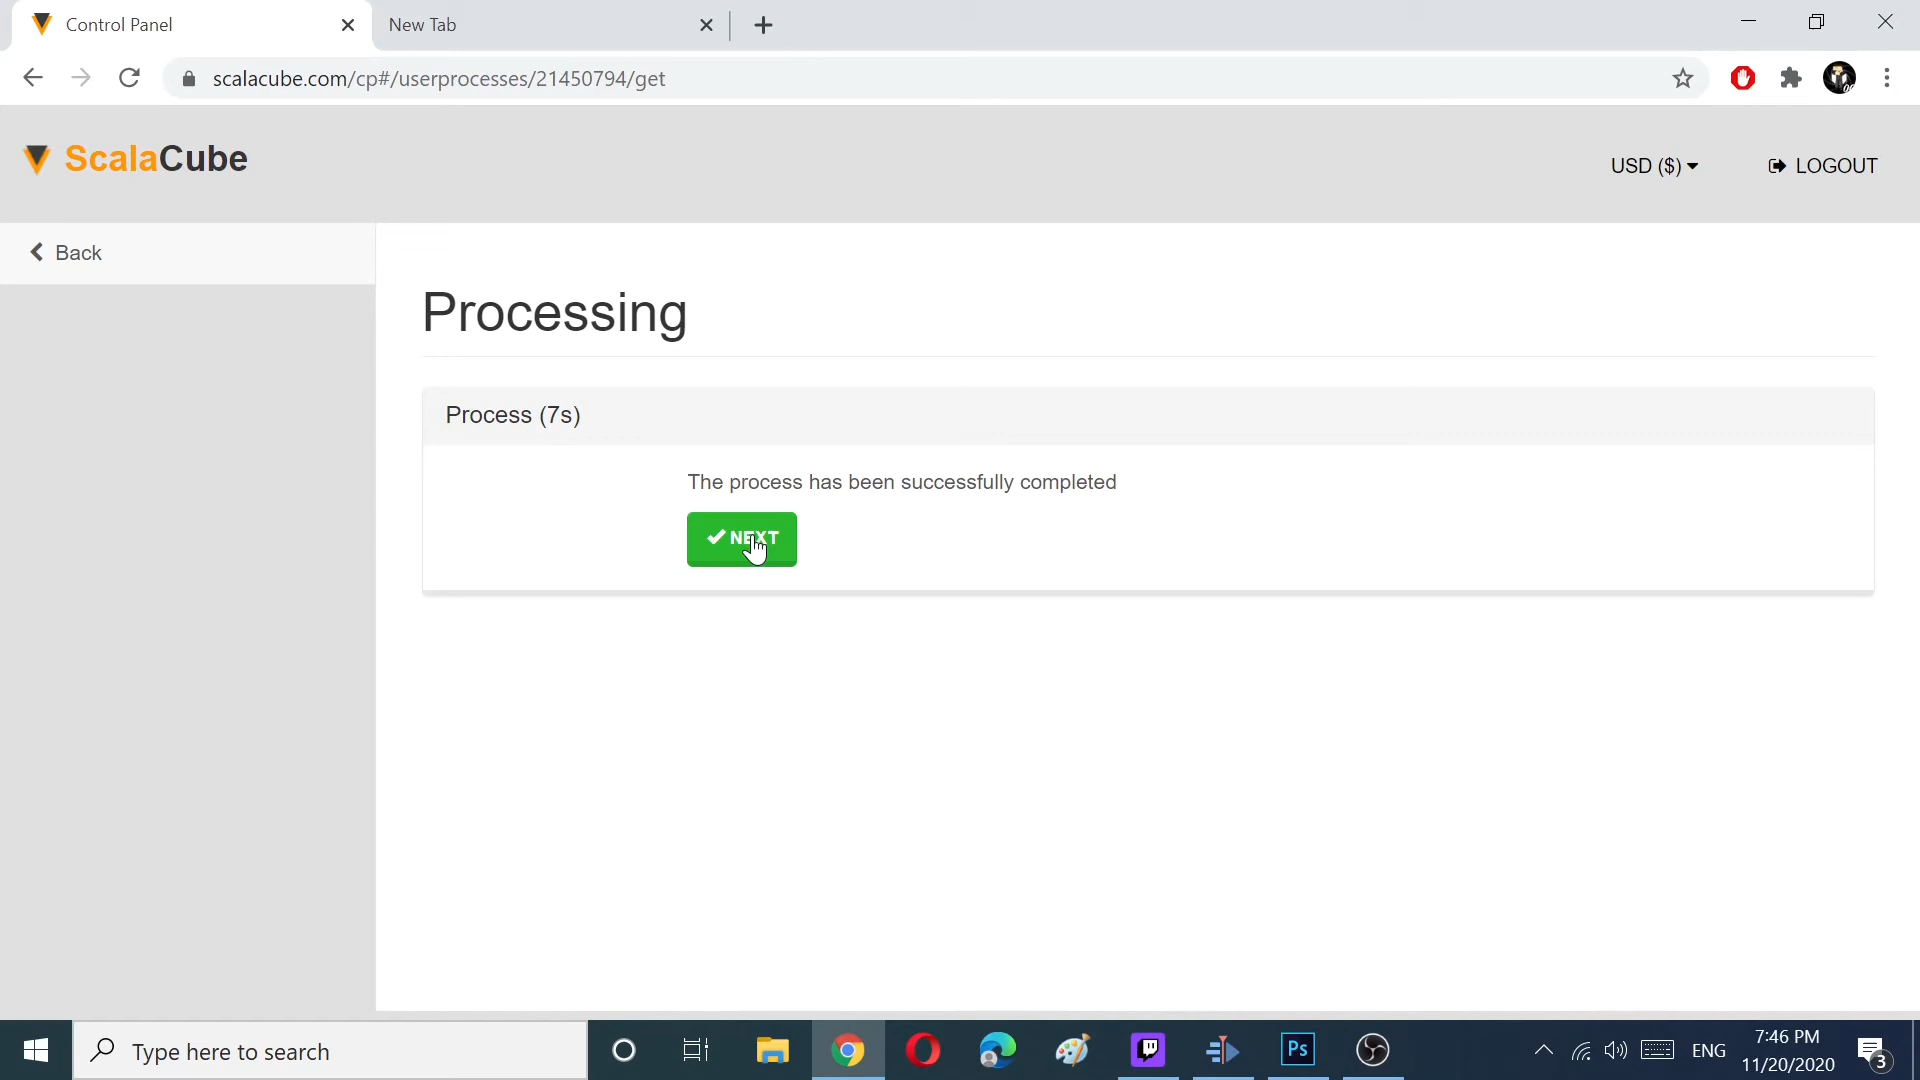 Control Panel
New Tab
scalacube.com/cp#/userprocesses/21450794/get
ScalaCube
USD ($)
LOGOUT
Back
Processing
Process (7s)
The process has been successfully completed
NEXT
Type here to search
Ps
ENG
7:46 PM
11/20/2020
3